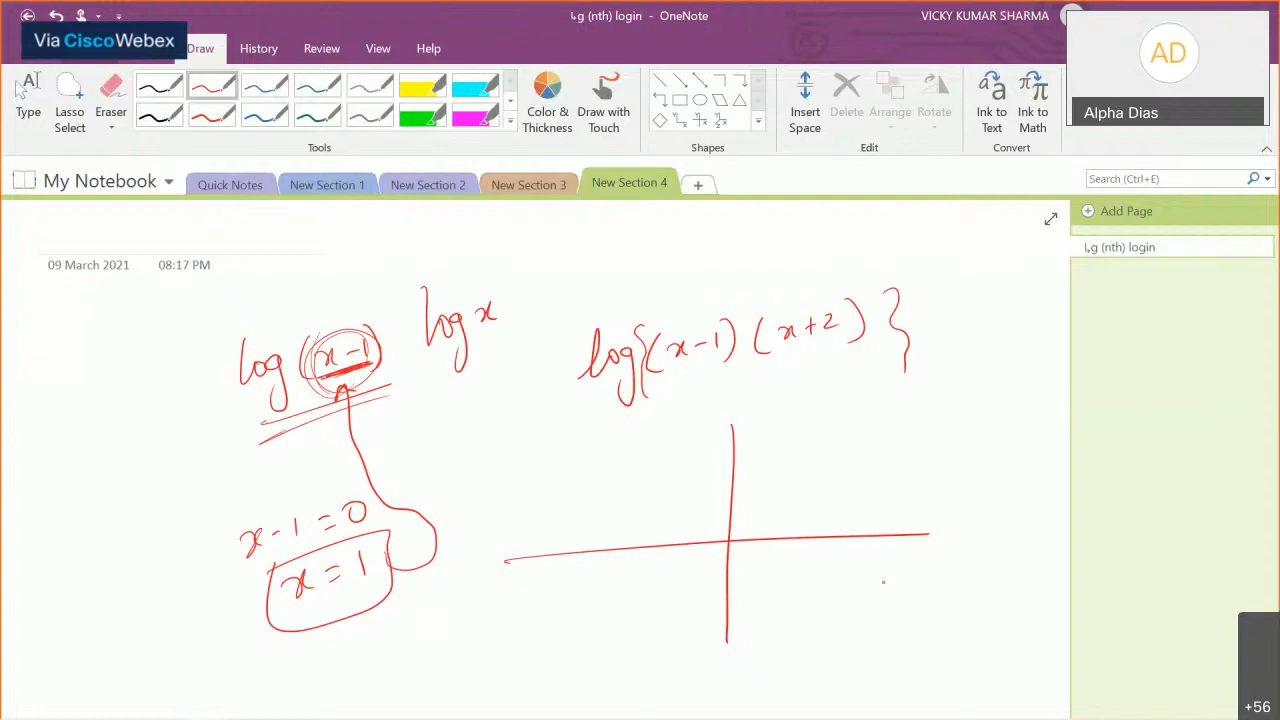 ഺg (nth) login - OneNote
VICKY KUMAR SHARMA
Via CiscoWebex
Draw History Review View Help
AD
Alpha Dias
Type
Lasso Select
Eraser
Color & Thickness
Draw with Touch
Insert Space
Delete
Arrange
Rotate
Ink to Text
Ink to Math
Tools
Shapes
Edit
Convert
My Notebook
Quick Notes
New Section 1
New Section 2
New Section 3
New Section 4
+
Search (Ctrl+E)
Add Page
(nth) login
09 March 2021 08:17 PM
log (x-1)
log x
log{(x-1)(x+2)}
x-1=0
x=1
+56